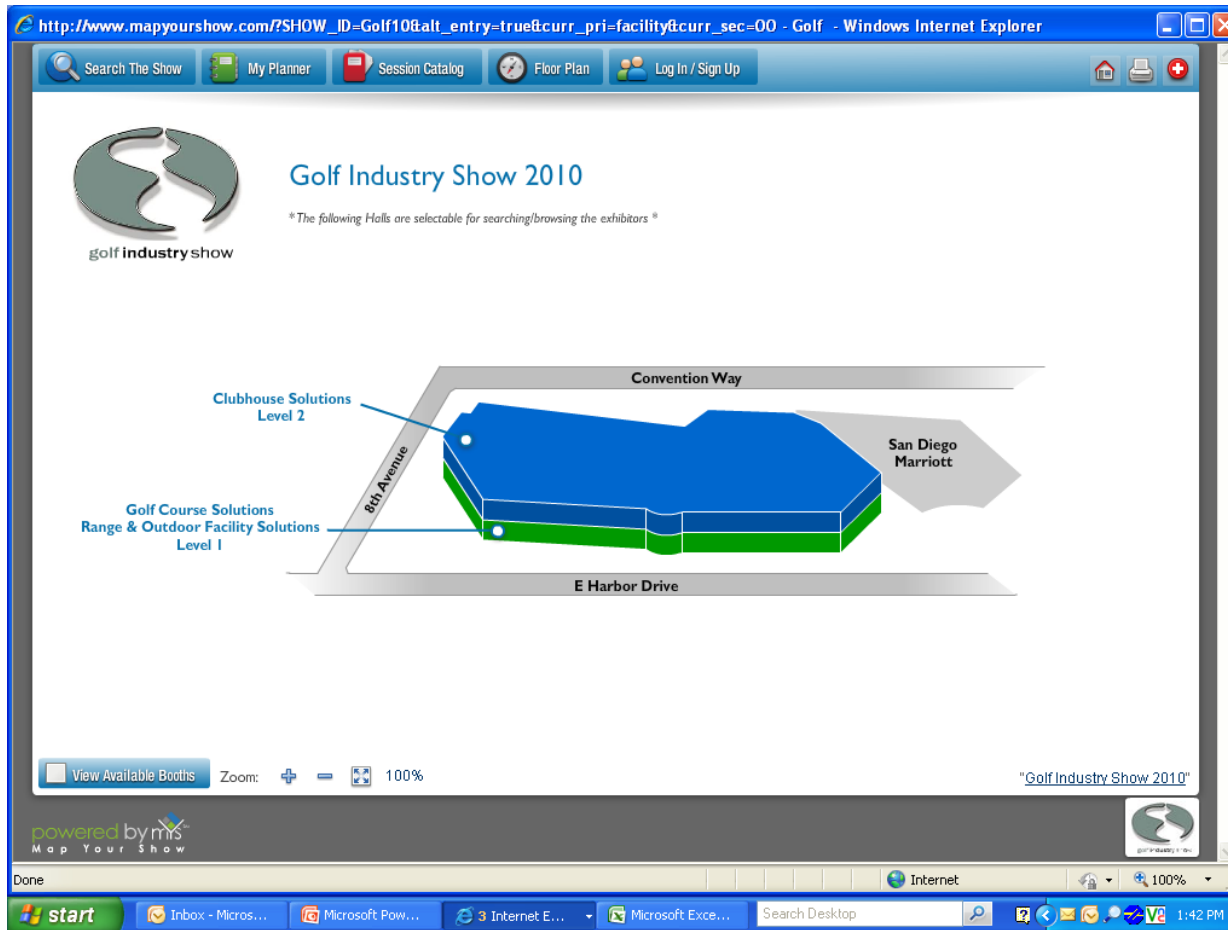 http://www.mapyourshow.com/?SHOW_ID=Golf10&alt_entry=true&curr_pri=facility&curr_sec=OO - Golf - Windows Internet Explorer
Search The Show
My Planner
Session Catalog
Floor Plan
Log In / Sign Up
golf industry show
Golf Industry Show 2010
* The following Halls are selectable for searching/browsing the exhibitors *
Convention Way
Clubhouse Solutions
Level 2
San Diego
Marriott
8th Avenue
Golf Course Solutions
Range & Outdoor Facility Solutions
Level 1
E Harbor Drive
View Available Booths
Zoom:
100%
"Golf Industry Show 2010"
powered by mys
Map Your Show
Done
Internet
100%
start
Inbox - Micros...
Microsoft Pow...
3 Internet E...
Microsoft Exce...
Search Desktop
1:42 PM